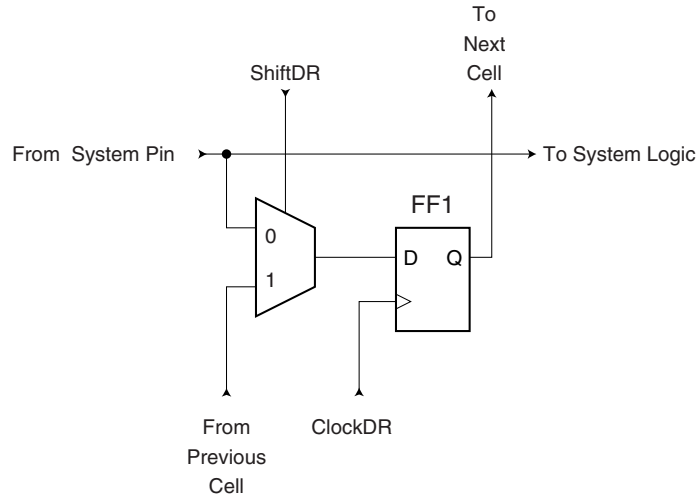 To
Next
Cell
ShiftDR
From System Pin
To System Logic
FF1
0
D Q
1
From
Previous
Cell
ClockDR